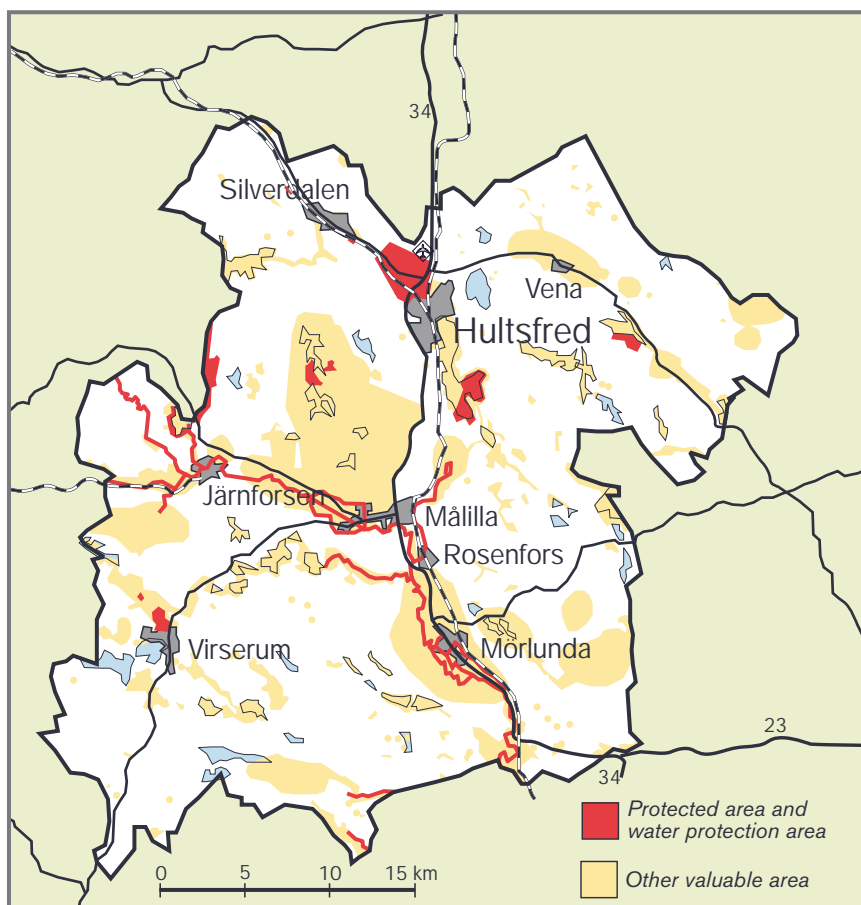 34
Silverdalen
Vena
Hultsfred
Järnforsen
Målilla
Rosenfors
Virserum
Mörlunda
23
34
Protected area and
water protection area
0 5 10 15 km
Other valuable area